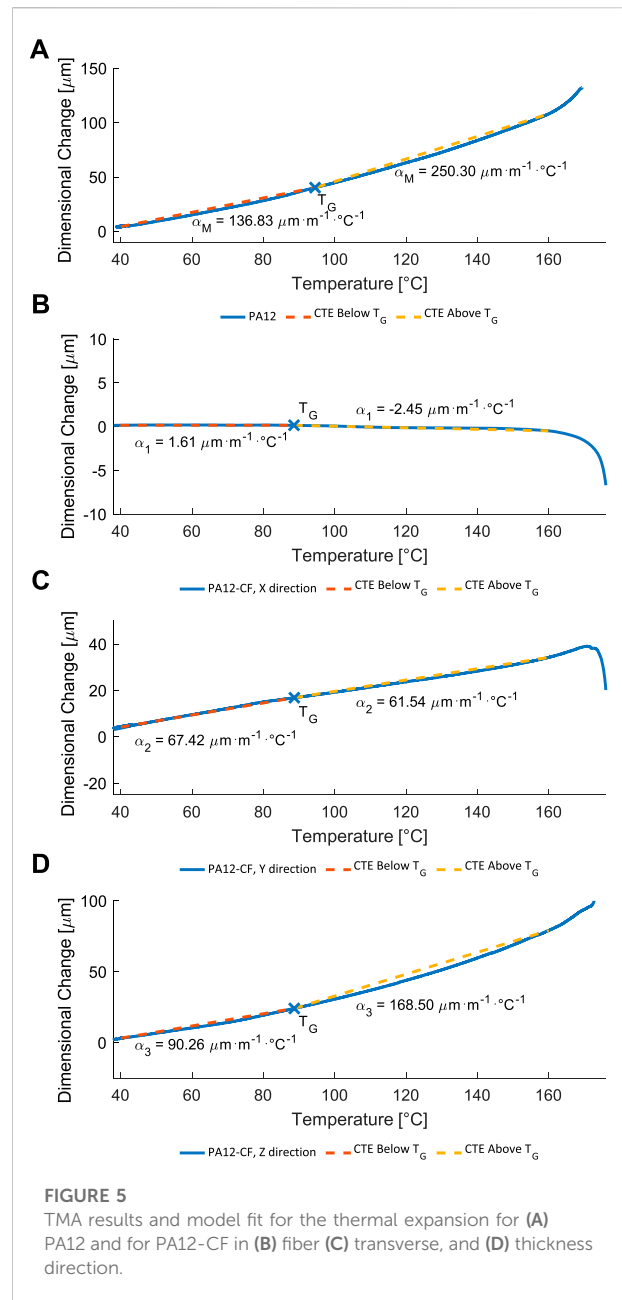 A
Dimensional Change [μm]
150
100
50
0
α_M = 250.30 μm·m⁻¹·°C⁻¹
T_G
α_M = 136.83 μm·m⁻¹·°C⁻¹
40 60 80 100 120 140 160
Temperature [°C]
PA12 CTE Below T_G CTE Above T_G
B
Dimensional Change [μm]
10
5
0
-5
-10
T_G
α_1 = -2.45 μm·m⁻¹·°C⁻¹
α_1 = 1.61 μm·m⁻¹·°C⁻¹
40 60 80 100 120 140 160
Temperature [°C]
PA12-CF, X direction CTE Below T_G CTE Above T_G
C
Dimensional Change [μm]
40
20
0
-20
T_G
α_2 = 61.54 μm·m⁻¹·°C⁻¹
α_2 = 67.42 μm·m⁻¹·°C⁻¹
40 60 80 100 120 140 160
Temperature [°C]
PA12-CF, Y direction CTE Below T_G CTE Above T_G
D
Dimensional Change [μm]
100
50
0
α_3 = 168.50 μm·m⁻¹·°C⁻¹
T_G
α_3 = 90.26 μm·m⁻¹·°C⁻¹
40 60 80 100 120 140 160
Temperature [°C]
PA12-CF, Z direction CTE Below T_G CTE Above T_G
FIGURE 5
TMA results and model fit for the thermal expansion for (A)
PA12 and for PA12-CF in (B) fiber (C) transverse, and (D) thickness
direction.